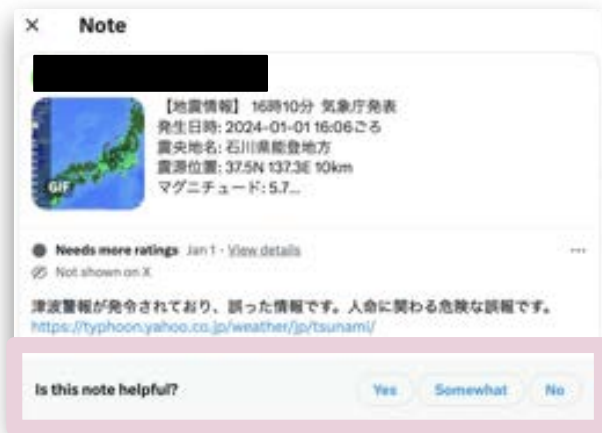 × Note
【地震情報】 16時10分 気象庁発表
発生日時: 2024-01-01 16:06ごろ
震央地名: 石川県能登地方
震源位置: 37.5N 137.3E 10km
マグニチュード: 5.7...
GIF
Needs more ratings Jan 1 · View details
Not shown on X
津波警報が発令されており、誤った情報です。人命に関わる危険な誤報です。
https://typhoon.yahoo.co.jp/weather/jp/tsunami/
Is this note helpful? Yes Somewhat No